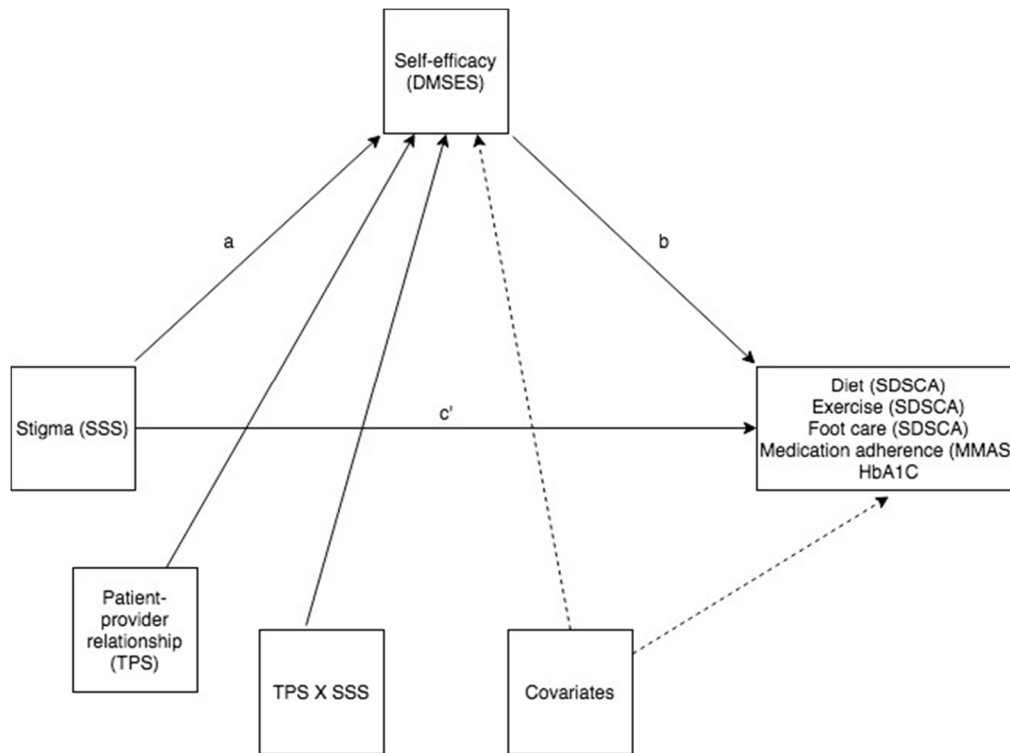 Self-efficacy
(DMSES)
a
b
Stigma (SSS)
c'
Diet (SDSCA)
Exercise (SDSCA)
Foot care (SDSCA)
Medication adherence (MMAS
HbA1C
Patient-
provider
relationship
(TPS)
TPS X SSS
Covariates